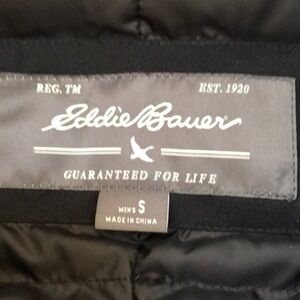 REG. TM EST. 1920
Eddie Bauer
GUARANTEED FOR LIFE
MEN'S S
MADE IN CHINA